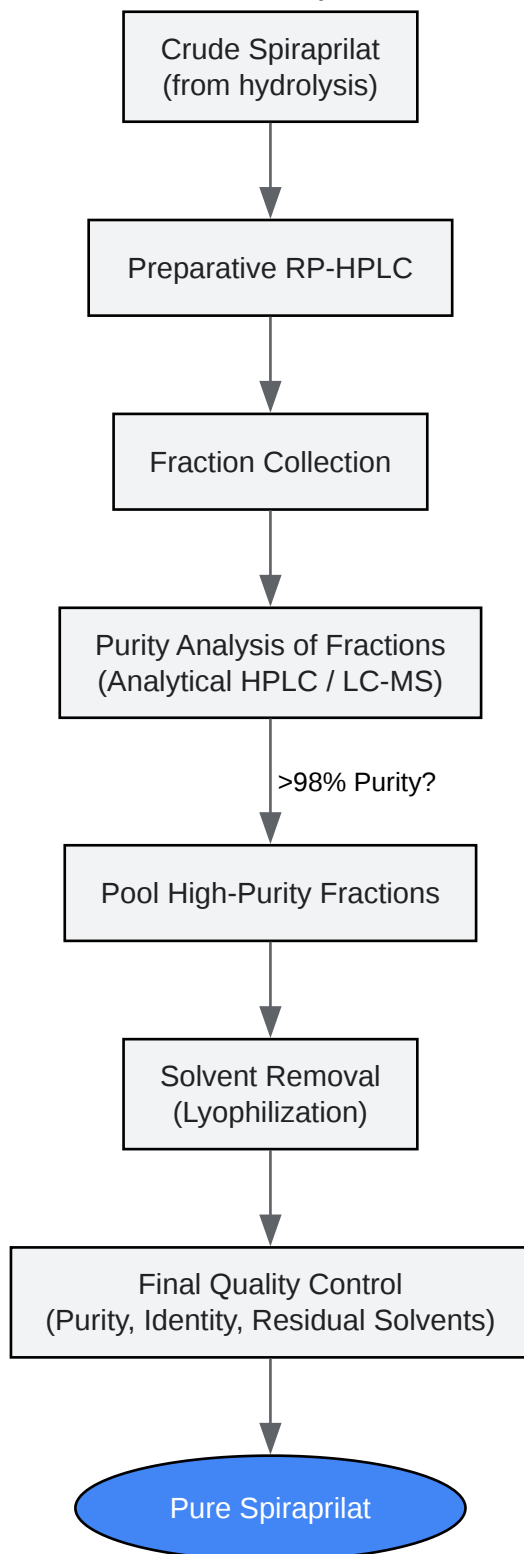 Crude Spiraprilat
(from hydrolysis)
Preparative RP-HPLC
Fraction Collection
Purity Analysis of Fractions
(Analytical HPLC / LC-MS)
>98% Purity?
Pool High-Purity Fractions
Solvent Removal
(Lyophilization)
Final Quality Control
(Purity, Identity, Residual Solvents)
Pure Spiraprilat